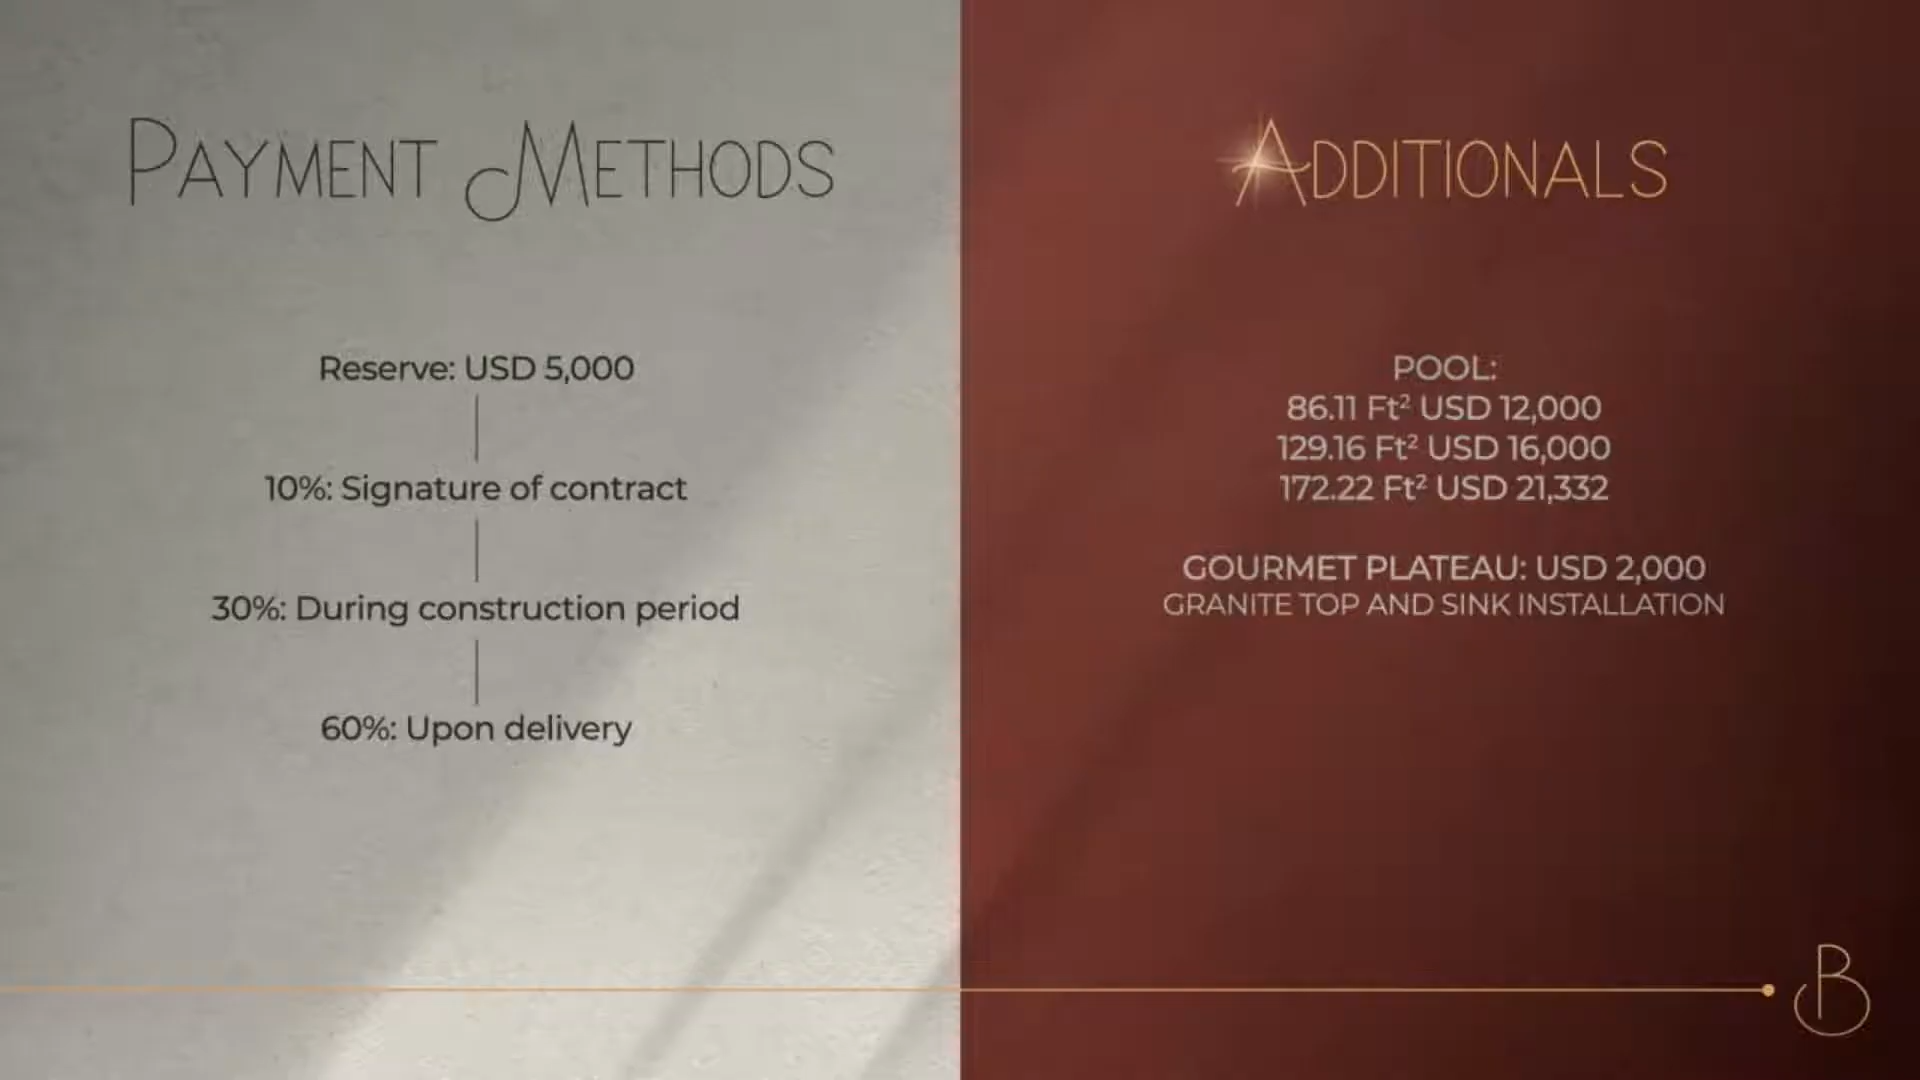 PAYMENT METHODS
Reserve: USD 5,000
10%: Signature of contract
30%: During construction period
60%: Upon delivery
ADDITIONALS
POOL:
86.11 Ft² USD 12,000
129.16 Ft² USD 16,000
172.22 Ft² USD 21,332
GOURMET PLATEAU: USD 2,000
GRANITE TOP AND SINK INSTALLATION
B